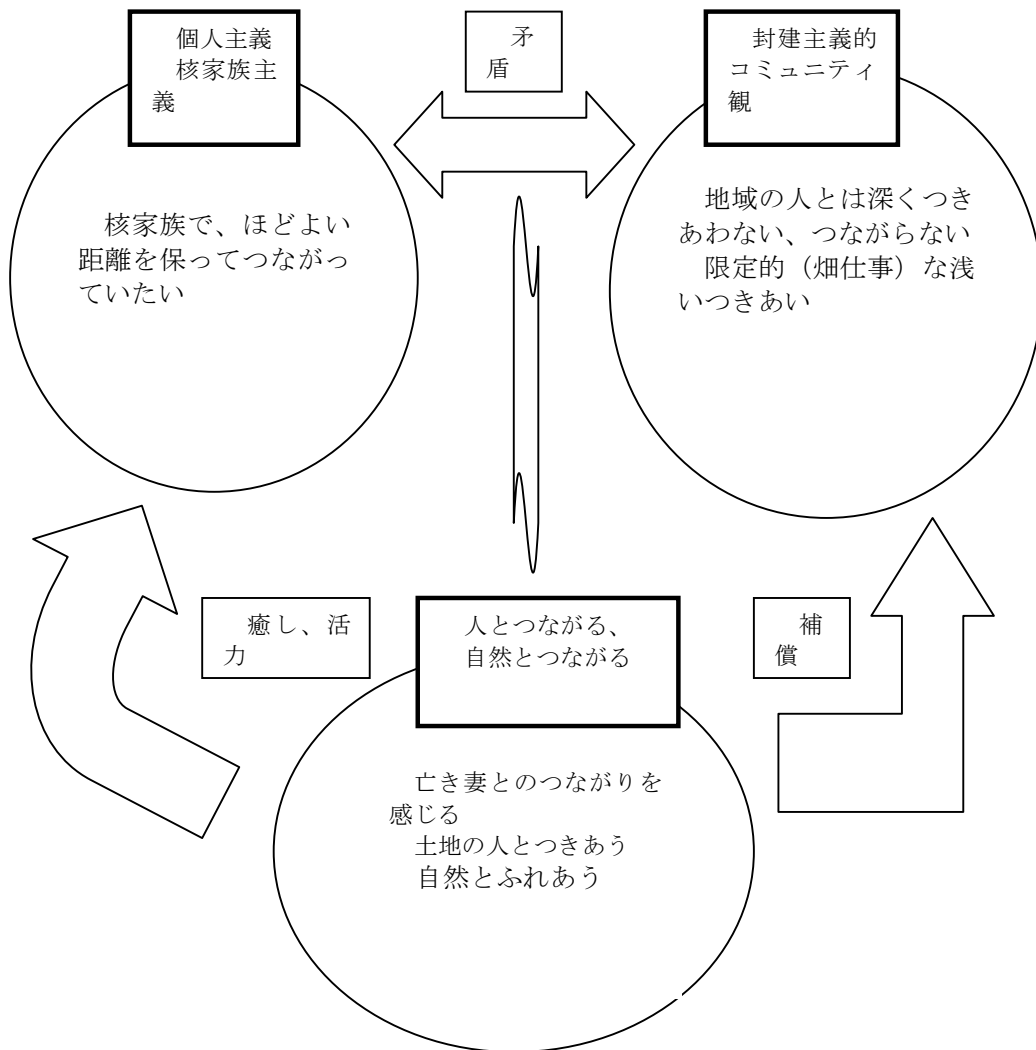 個人主義
核家族主
義
矛
盾
封建主義的
コミュニティ
観
核家族で、ほどよい
距離を保ってつながっ
ていたい
地域の人とは深くつき
あわない、つながらない
限定的（畑仕事）な浅
いつきあい
癒し、活
力
人とつながる、
自然とつながる
補
償
亡き妻とのつながりを
感じる
土地の人とつきあう
自然とふれあう